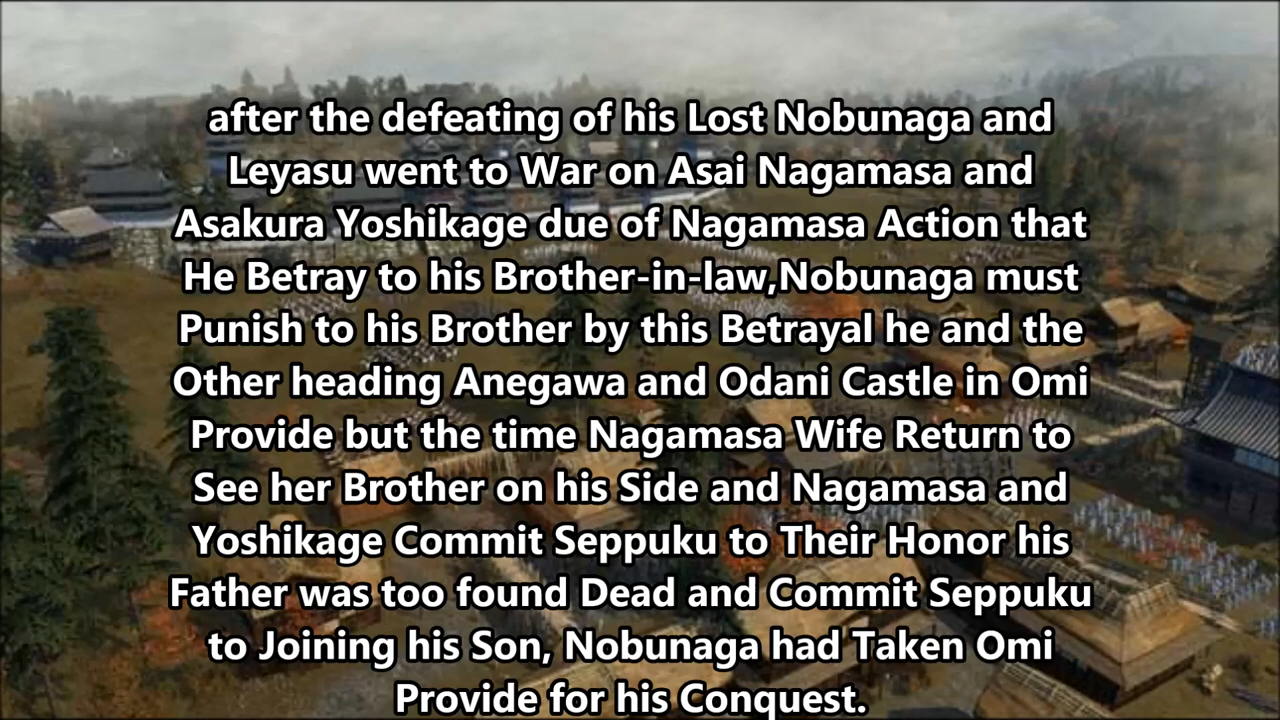 after the defeating of his Lost Nobunaga and
Leyasu went to War on Asai Nagamasa and
Asakura Yoshikage due of Nagamasa Action that
He Betray to his Brother-in-law,Nobunaga must
Punish to his Brother by this Betrayal he and the
Other heading Anegawa and Odani Castle in Omi
Provide but the time Nagamasa Wife Return to
See her Brother on his Side and Nagamasa and
Yoshikage Commit Seppuku to Their Honor his
Father was too found Dead and Commit Seppuku
to Joining his Son, Nobunaga had Taken Omi
Provide for his Conquest.